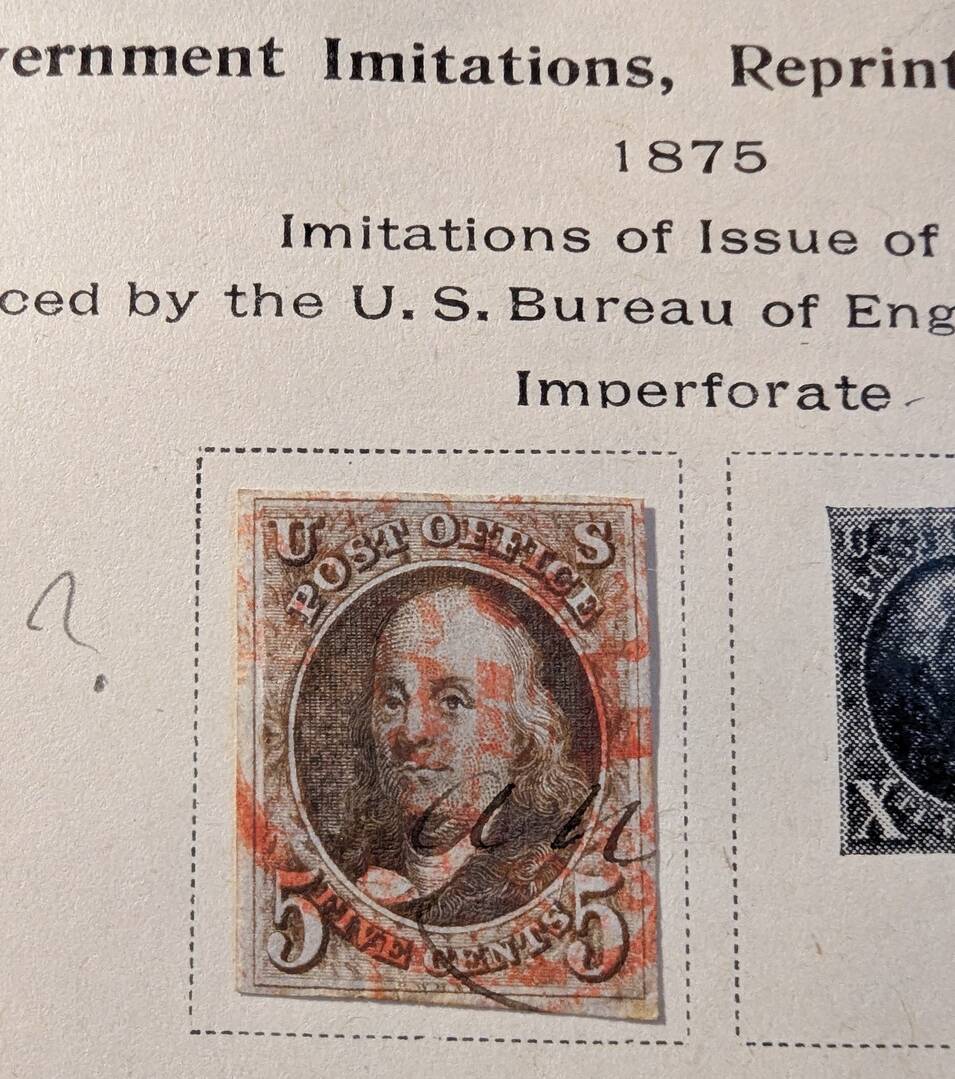 vernment Imitations, Reprint
1875
Imitations of Issue of
ced by the U. S. Bureau of Eng
Imperforate
?
U S
POST OFFICE
5 FIVE CENTS 5
X